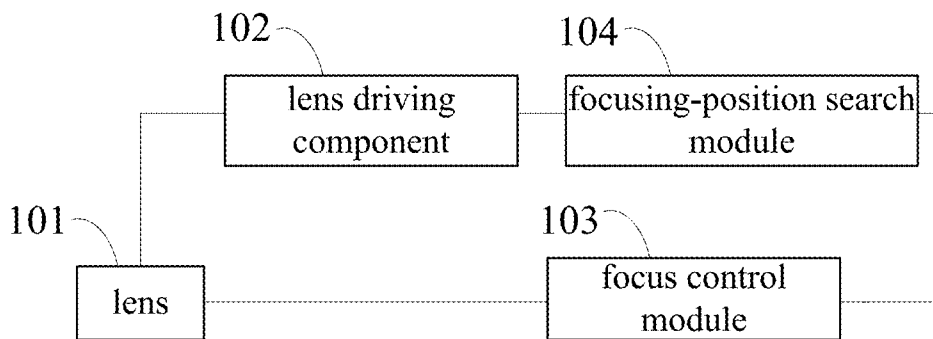 102
104
lens driving
component
focusing-position search
module
101
103
lens
focus control
module